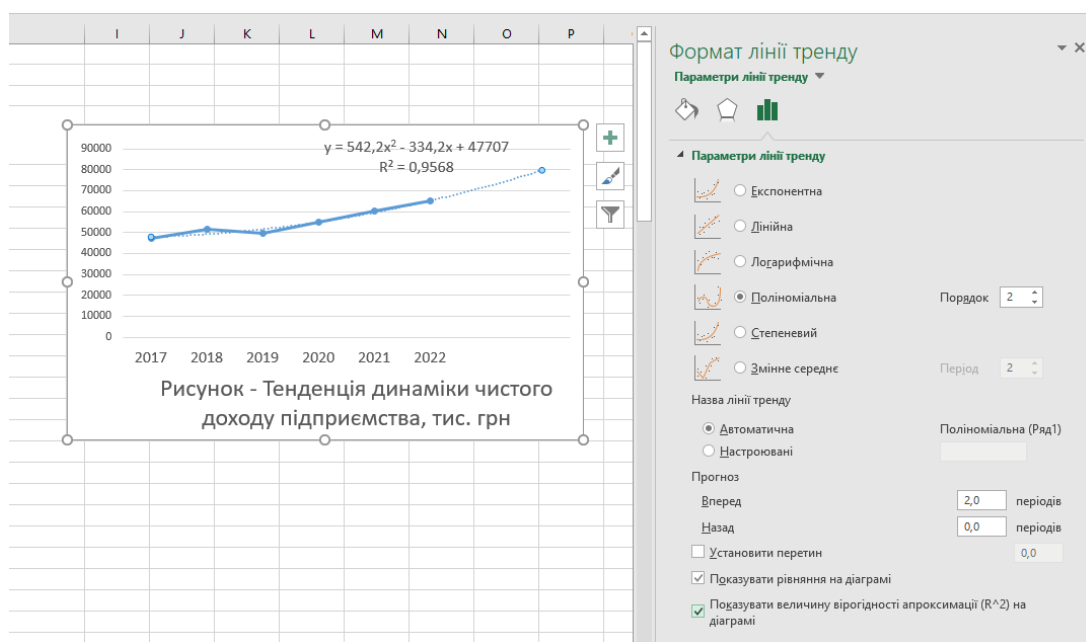 I J K L M N O P
90000
80000
70000
60000
50000
40000
30000
20000
10000
0
y = 542,2x² - 334,2x + 47707
R² = 0,9568
2017 2018 2019 2020 2021 2022
Рисунок - Тенденція динаміки чистого
доходу підприємства, тис. грн
Формат лінії тренду
Параметри лінії тренду
Параметри лінії тренду
Експонентна
Лінійна
Логарифмічна
Поліноміальна Порядок 2
Степеневий
Змінне середнє Період 2
Назва лінії тренду
Автоматична Поліноміальна (Ряд1)
Настроювані
Прогноз
Вперед 2,0 періодів
Назад 0,0 періодів
Установити перетин 0,0
Показувати рівняння на діаграмі
Показувати величину вірогідності апроксимації (R^2) на
діаграмі